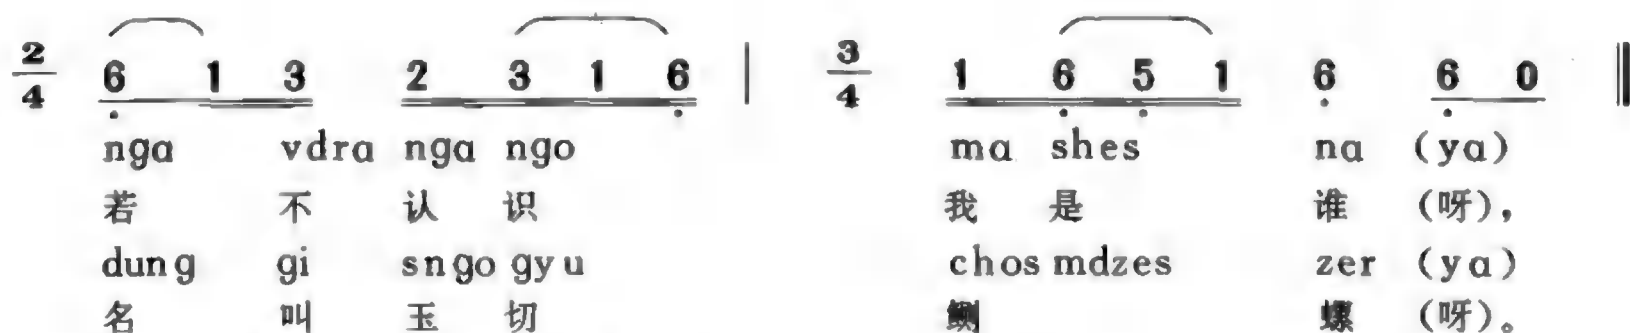 2/4 6 1 3 2 3 1 6 | 3/4 1 6 5 1 6 6 0 ‖
nga vdra nga ngo ma shes na (ya)
若 不 认 识 我 是 谁 (呀),
dung gi sngo gyu chos mdzes zer (ya)
名 叫 玉 切 螺 (呀)。